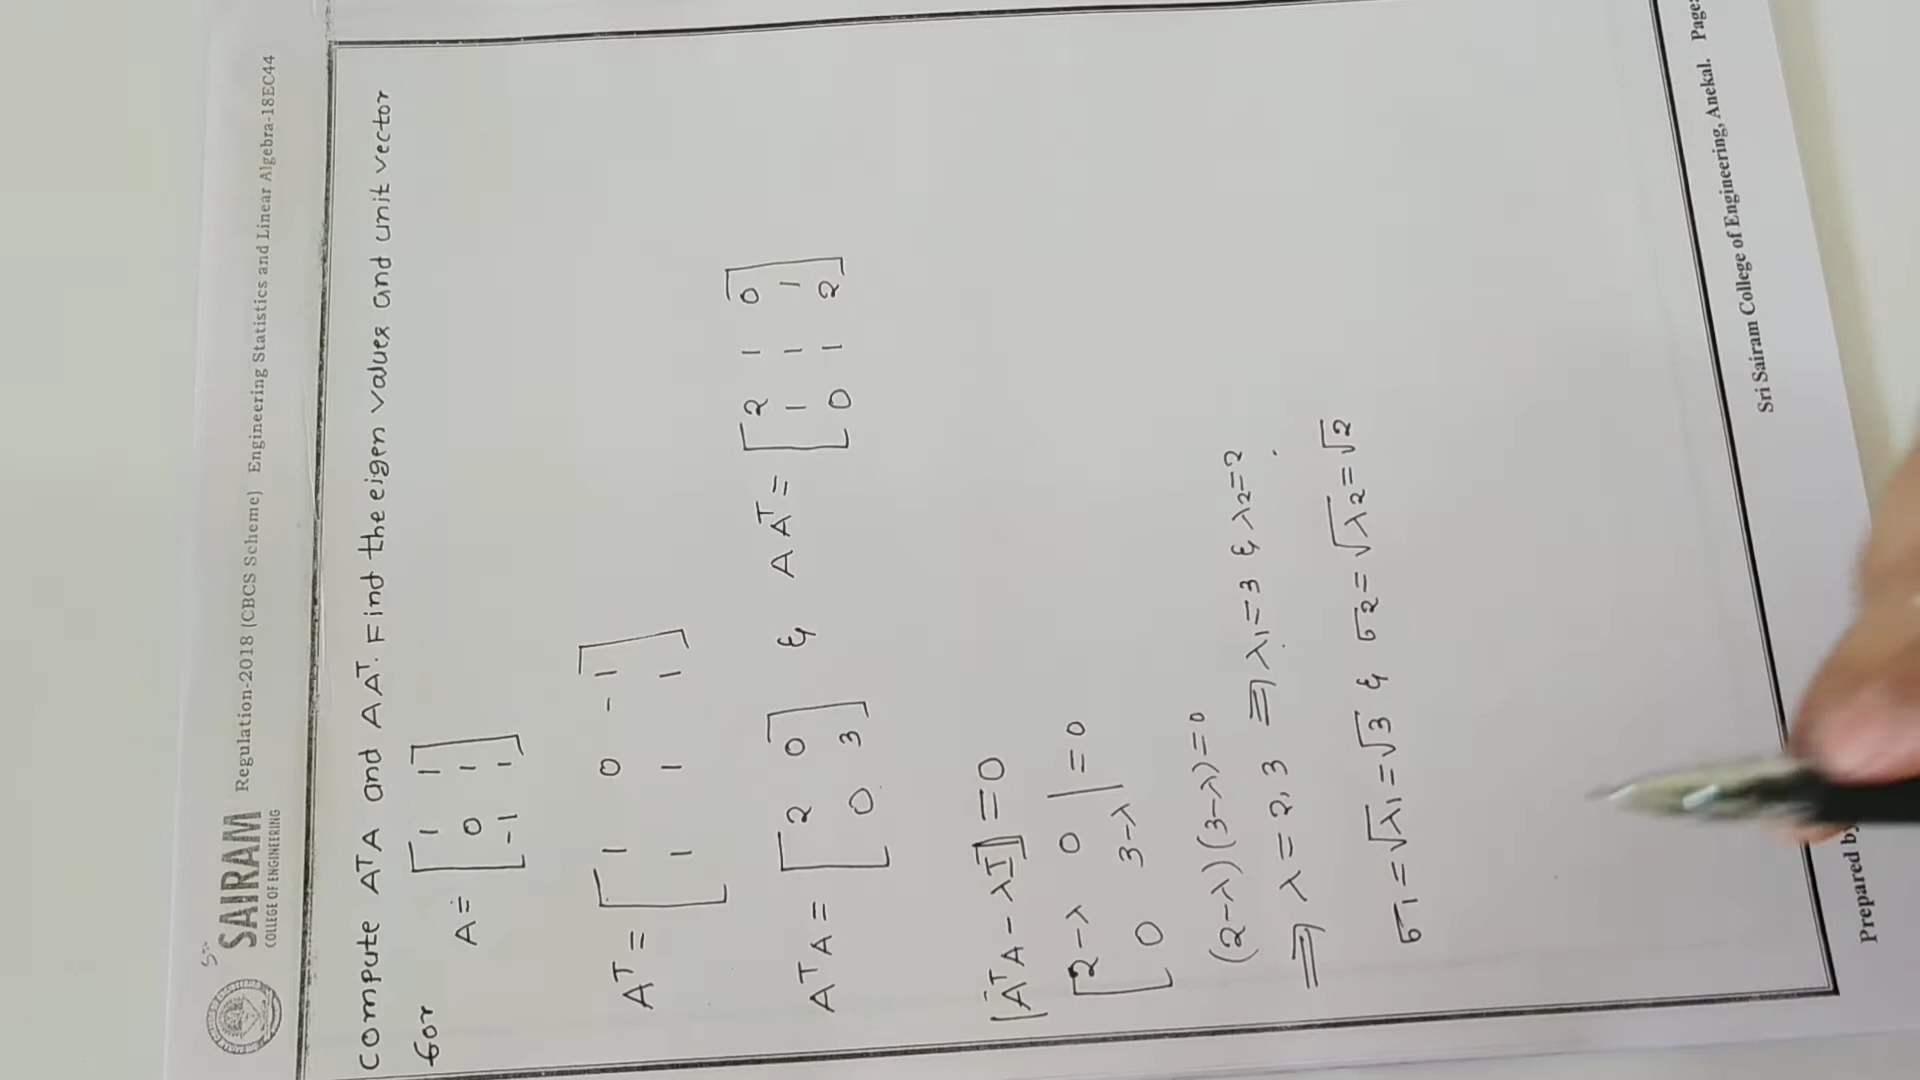 SAIRAM
COLLEGE OF ENGINEERING
Regulation-2018 (CBCS Scheme) Engineering Statistics and Linear Algebra-18EC44
compute AᵀA and AAᵀ. Find the eigen values and unit vector
for
A = [1 1
0 1
-1 1]
Aᵀ = [1 0 -1
1 1 1]
AᵀA = [2 0
0 3] & AAᵀ = [2 1 0
1 1 1
0 1 2]
[AᵀA - λI] = 0
[2-λ 0
0 3-λ] = 0
(2-λ)(3-λ) = 0
⇒ λ = 2, 3 ⇒ λ1 = 3 & λ2 = 2
σ1 = √λ1 = √3 & σ2 = √λ2 = √2
Sri Sairam College of Engineering, Anekal. Page:
Prepared by